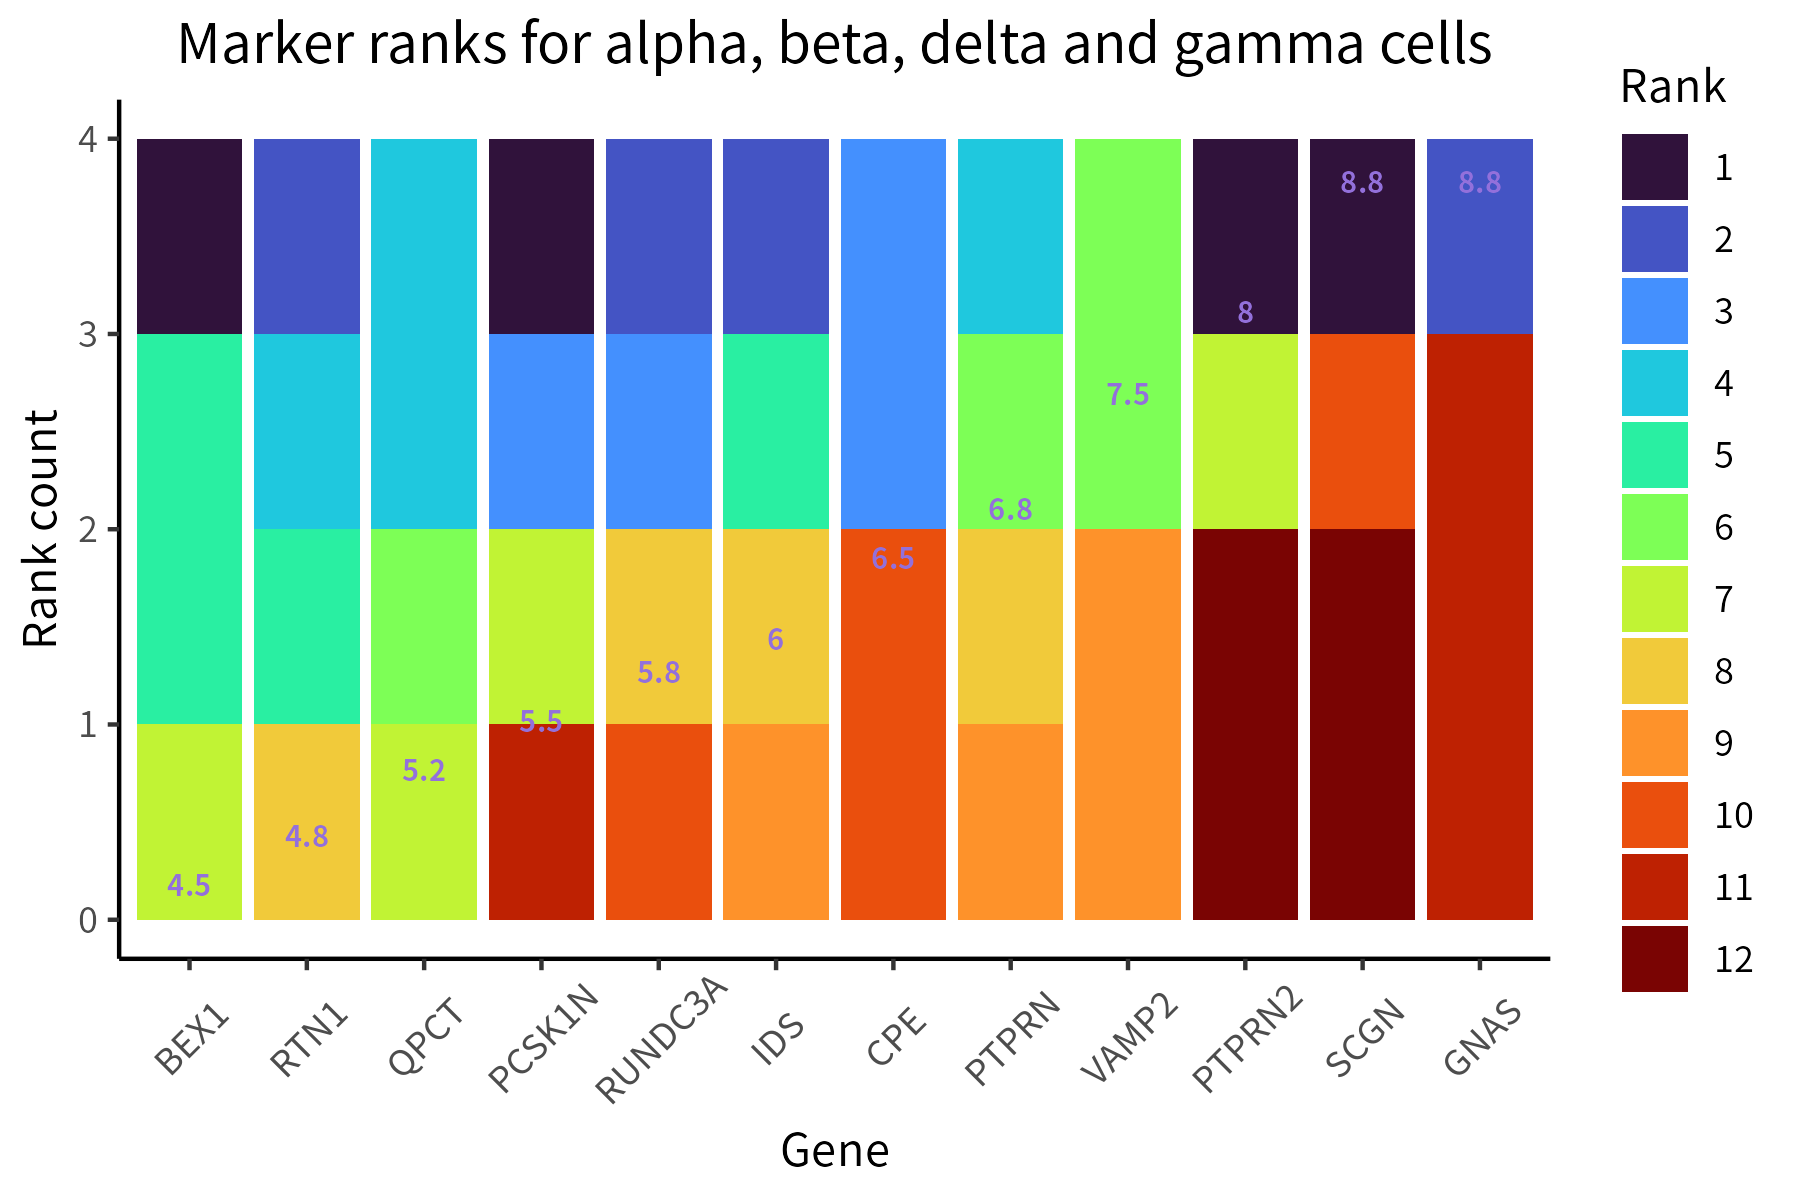 Marker ranks for alpha, beta, delta and gamma cells
Rank count
4
3
2
1
0
4.5
4.8
5.2
5.5
5.8
6
6.5
6.8
7.5
8
8.8
8.8
BEX1
RTN1
QPCT
PCSK1N
RUNDC3A
IDS
CPE
PTPRN
VAMP2
PTPRN2
SCGN
GNAS
Gene
Rank
1
2
3
4
5
6
7
8
9
10
11
12